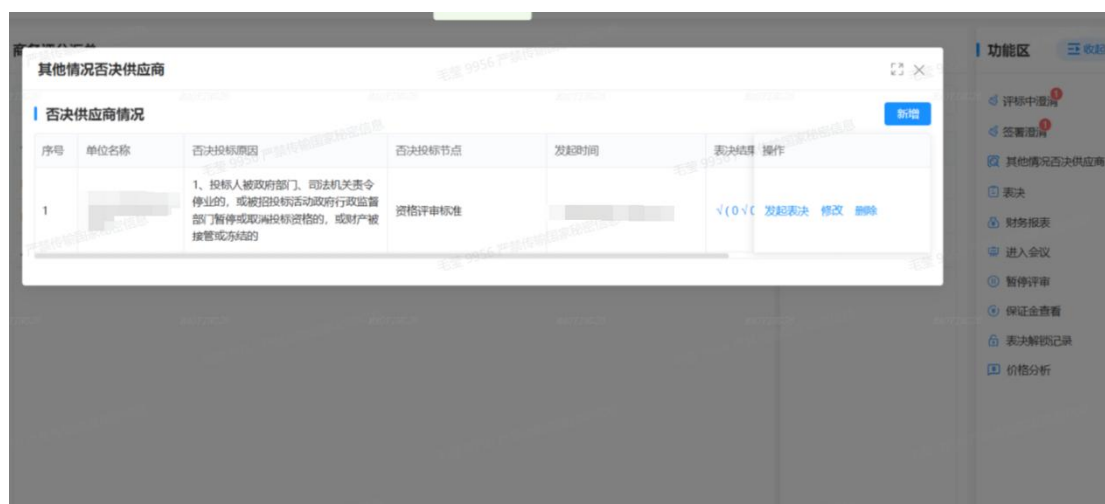 其他情况否决供应商
否决供应商情况
新增
序号 单位名称 否决投标原因 否决投标节点 发起时间 表决结果 操作
1
1、投标人被政府部门、司法机关责令
停业的，或被招投标活动政府行政监督
部门暂停或取消投标资格的，或财产被
接管或冻结的
资格评审标准
√(0√0 发起表决 修改 删除
功能区
收起
评标中澄清 1
签署澄清 1
其他情况否决供应商
表决
财务报表
进入会议
暂停评审
保证金查看
表决解锁记录
价格分析